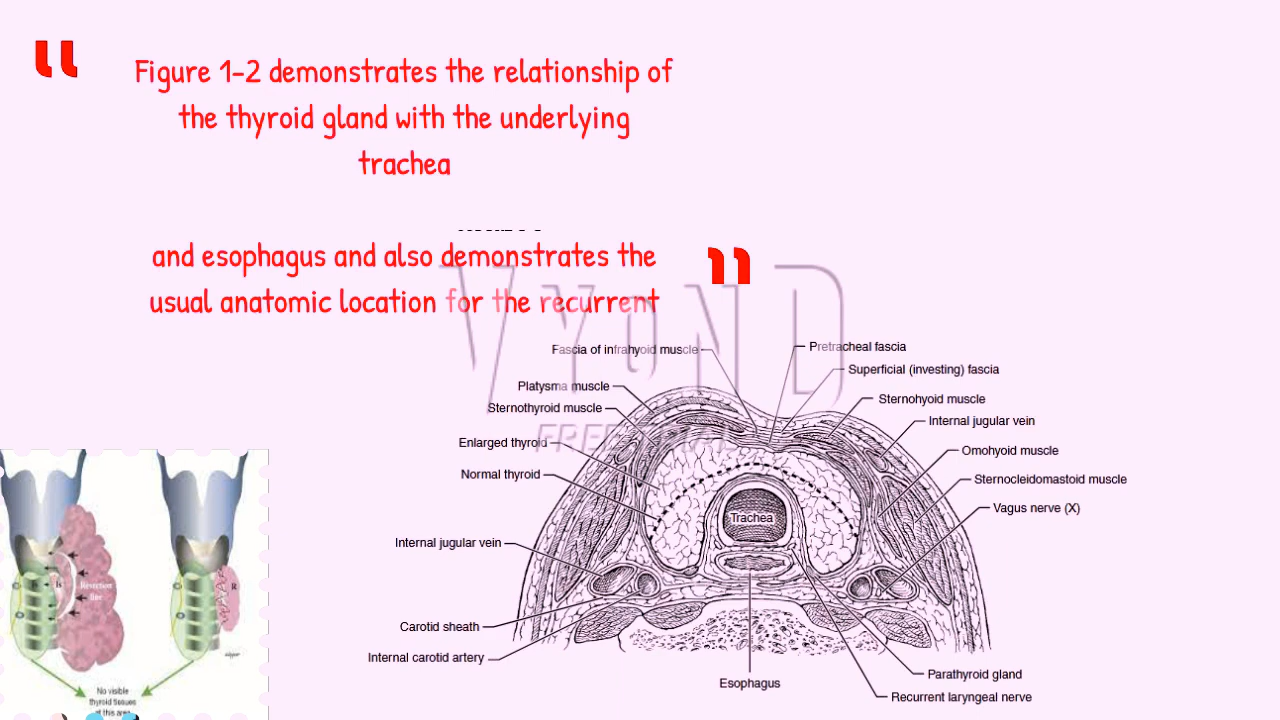 “
Figure 1-2 demonstrates the relationship of
the thyroid gland with the underlying
trachea
and esophagus and also demonstrates the
usual anatomic location for the recurrent
”
VYOND
Fascia of infrahyoid muscle
Pretracheal fascia
Superficial (investing) fascia
Platysma muscle
Sternohyoid muscle
Sternothyroid muscle
Internal jugular vein
Enlarged thyroid
Omohyoid muscle
Normal thyroid
Sternocleidomastoid muscle
Vagus nerve (X)
Trachea
Internal jugular vein
Carotid sheath
Internal carotid artery
Parathyroid gland
Esophagus
Recurrent laryngeal nerve
Resection
line
R
No visible
thyroid tissues
at this area